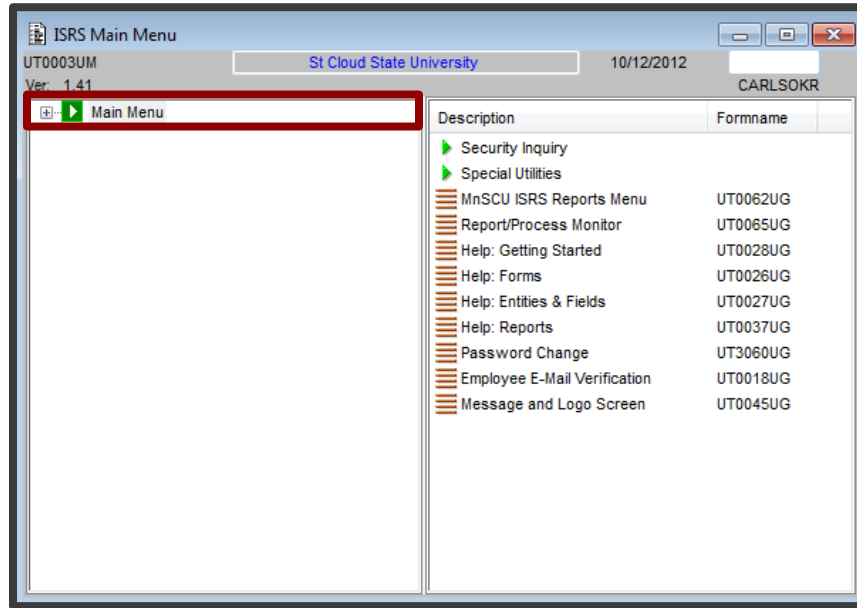 ISRS Main Menu
UT0003UM St Cloud State University 10/12/2012
Ver: 1.41 CARLSOKR
Main Menu
Description Formname
Security Inquiry
Special Utilities
MnSCU ISRS Reports Menu UT0062UG
Report/Process Monitor UT0065UG
Help: Getting Started UT0028UG
Help: Forms UT0026UG
Help: Entities & Fields UT0027UG
Help: Reports UT0037UG
Password Change UT3060UG
Employee E-Mail Verification UT0018UG
Message and Logo Screen UT0045UG